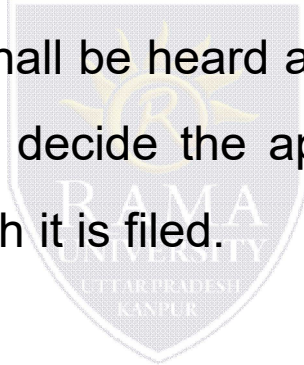 hall be heard a
decide the ap
h it is filed.
RAMA
UNIVERSITY
UTTAR PRADESH
KANPUR